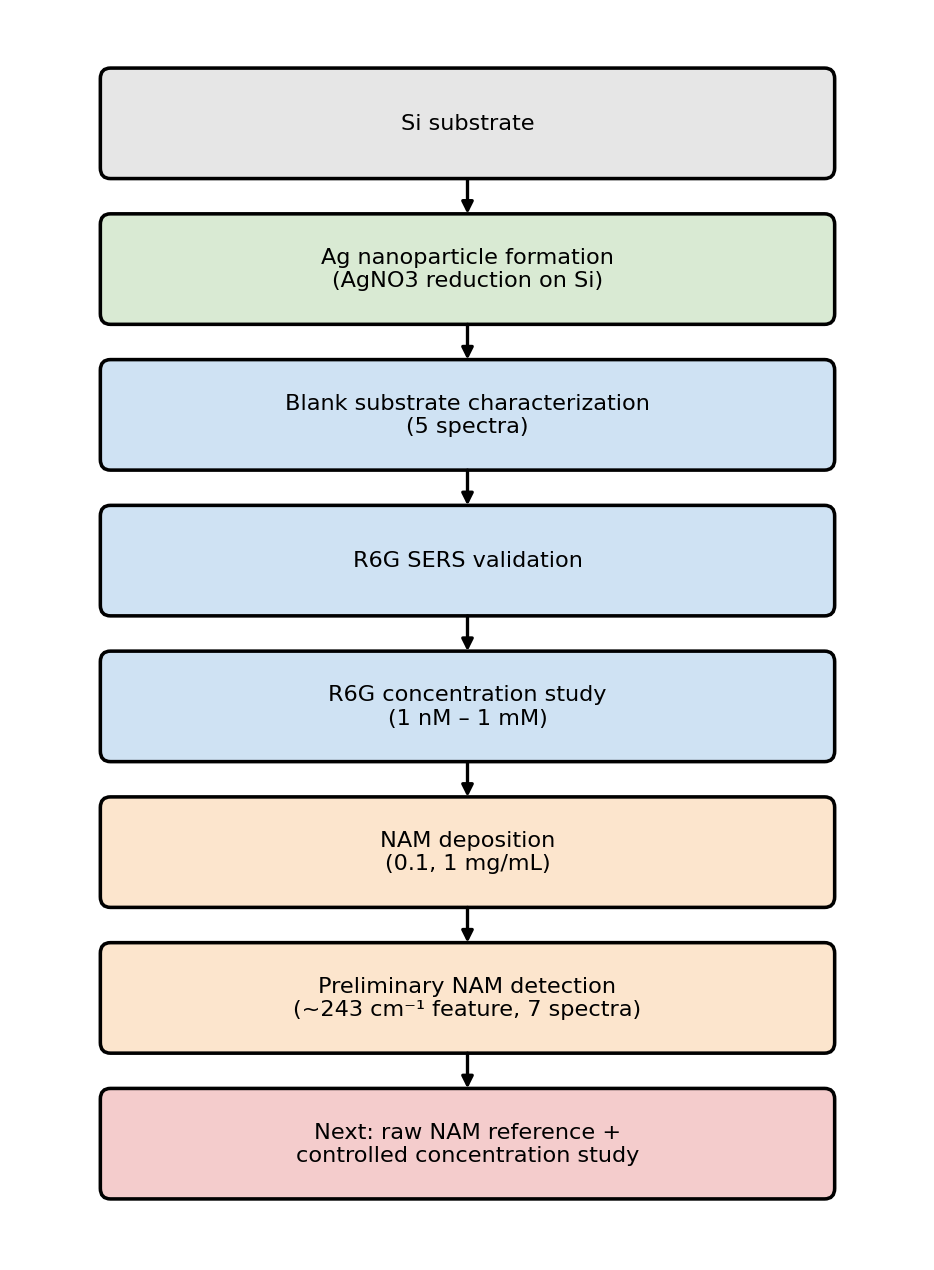 Si substrate
Ag nanoparticle formation
(AgNO3 reduction on Si)
Blank substrate characterization
(5 spectra)
R6G SERS validation
R6G concentration study
(1 nM – 1 mM)
NAM deposition
(0.1, 1 mg/mL)
Preliminary NAM detection
(~243 cm⁻¹ feature, 7 spectra)
Next: raw NAM reference +
controlled concentration study